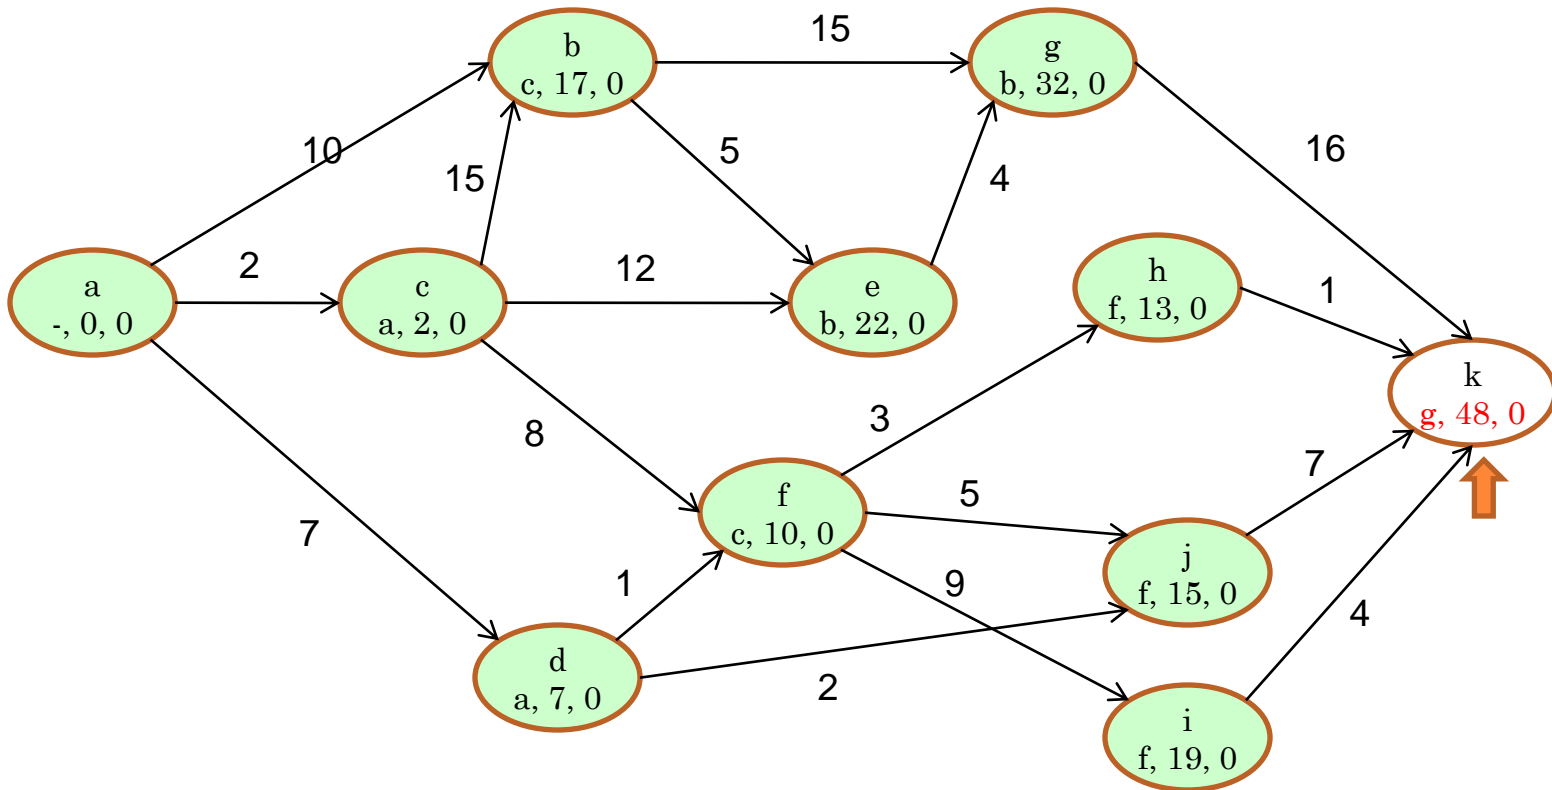 b
c, 17, 0
15
g
b, 32, 0
10
15
5
4
16
a
-, 0, 0
2
c
a, 2, 0
12
e
b, 22, 0
h
f, 13, 0
1
k
g, 48, 0
8
3
7
f
c, 10, 0
5
7
1
9
j
f, 15, 0
4
d
a, 7, 0
2
i
f, 19, 0